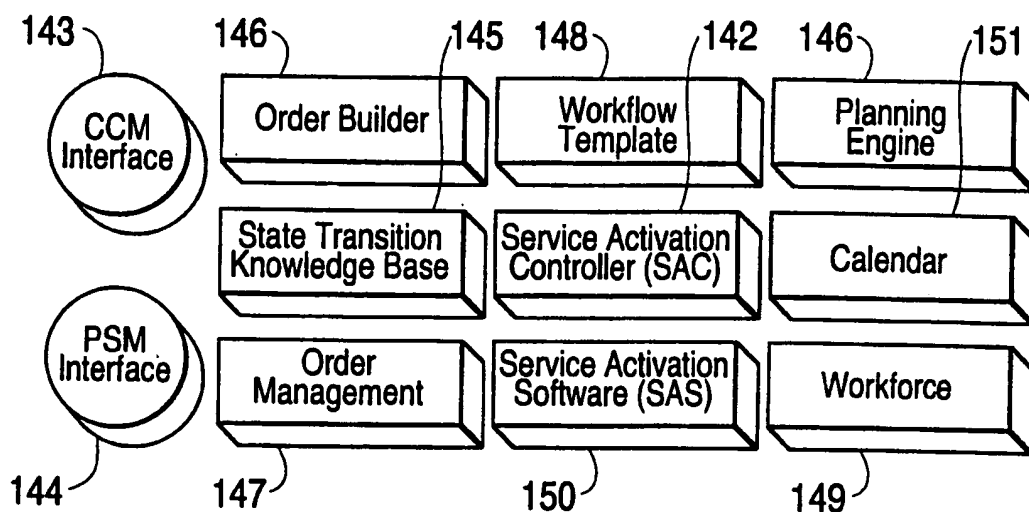 143
146
145
148
142
146
151
CCM
Interface
Order Builder
Workflow
Template
Planning
Engine
State Transition
Knowledge Base
Service Activation
Controller (SAC)
Calendar
PSM
Interface
Order
Management
Service Activation
Software (SAS)
Workforce
144
147
150
149